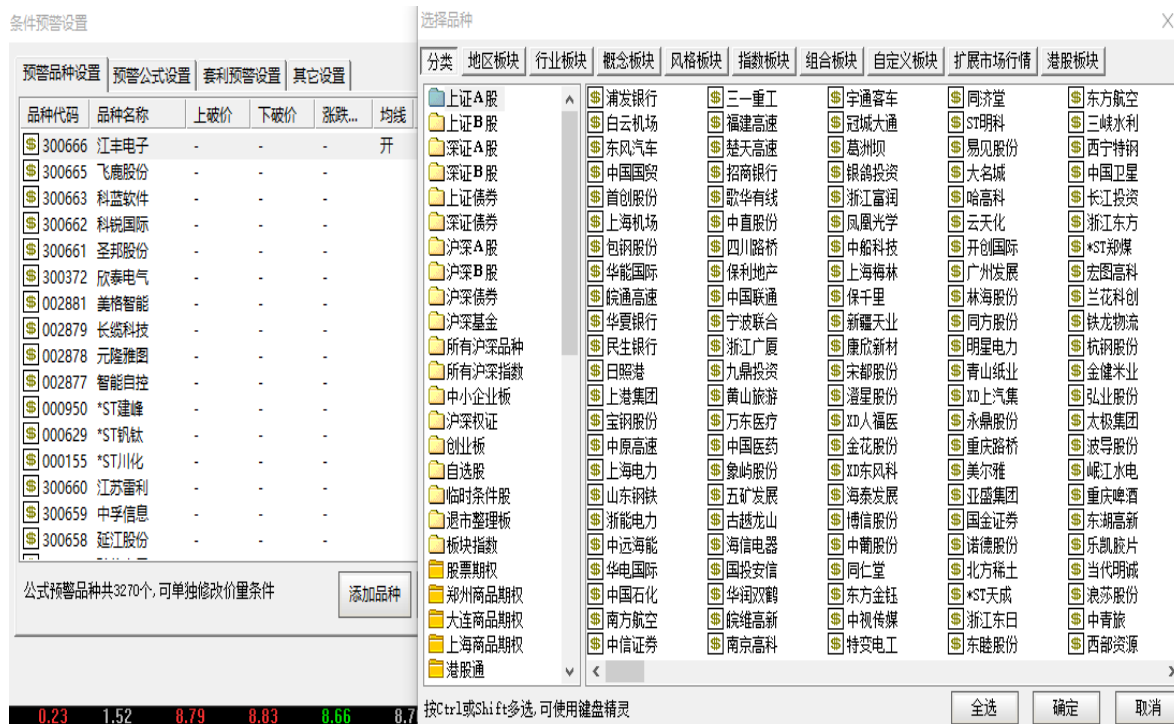 条件预警设置
预警品种设置 预警公式设置 套利预警设置 其它设置
品种代码 品种名称 上破价 下破价 涨跌... 均线
300666 江丰电子 - - - 开
300665 飞鹿股份 - - -
300663 科蓝软件 - - -
300662 科锐国际 - - -
300661 圣邦股份 - - -
300372 欣泰电气 - - -
002881 美格智能 - - -
002879 长缆科技 - - -
002878 元隆雅图 - - -
002877 智能自控 - - -
000950 *ST建峰 - - -
000629 *ST钒钛 - - -
000155 *ST川化 - - -
300660 江苏雷利 - - -
300659 中孚信息 - - -
300658 延江股份 - - -
公式预警品种共3270个,可单独修改价量条件
添加品种
0.23 1.52 8.79 8.83 8.66
选择品种
分类 地区板块 行业板块 概念板块 风格板块 指数板块 组合板块 自定义板块 扩展市场行情 港股板块
上证A股
上证B股
深证A股
深证B股
上证债券
深证债券
沪深A股
沪深B股
沪深债券
沪深基金
所有沪深品种
所有沪深指数
中小企业板
沪深权证
创业板
自选股
临时条件股
退市整理板
板块指数
股票期权
郑州商品期权
大连商品期权
上海商品期权
港股通
浦发银行 三一重工 宇通客车 同济堂 东方航空
白云机场 福建高速 冠城大通 ST明科 三峡水利
东风汽车 楚天高速 葛洲坝 易见股份 西宁特钢
中国国贸 招商银行 银鸽投资 大名城 中国卫星
首创股份 歌华有线 浙江富润 哈高科 长江投资
上海机场 中直股份 凤凰光学 云天化 浙江东方
包钢股份 四川路桥 中船科技 开创国际 *ST郑煤
华能国际 保利地产 上海梅林 广州发展 宏图高科
皖通高速 中国联通 保千里 林海股份 兰花科创
华夏银行 宁波联合 新疆天业 同方股份 铁龙物流
民生银行 浙江广厦 康欣新材 明星电力 杭钢股份
日照港 九鼎投资 宋都股份 青山纸业 金健米业
上港集团 黄山旅游 澄星股份 XD上汽集 弘业股份
宝钢股份 万东医疗 XD人福医 永鼎股份 太极集团
中原高速 中国医药 金花股份 重庆路桥 波导股份
上海电力 象屿股份 XD东风科 美尔雅 岷江水电
山东钢铁 五矿发展 海泰发展 亚盛集团 重庆啤酒
浙能电力 古越龙山 博信股份 国金证券 东湖高新
中远海能 海信电器 中葡股份 诺德股份 乐凯胶片
华电国际 国投安信 同仁堂 北方稀土 当代明诚
中国石化 华润双鹤 东方金钰 *ST天成 浪莎股份
南方航空 皖维高新 中视传媒 浙江东日 中青旅
中信证券 南京高科 特变电工 东睦股份 西部资源
按Ctrl或Shift多选,可使用键盘精灵
全选 确定 取消